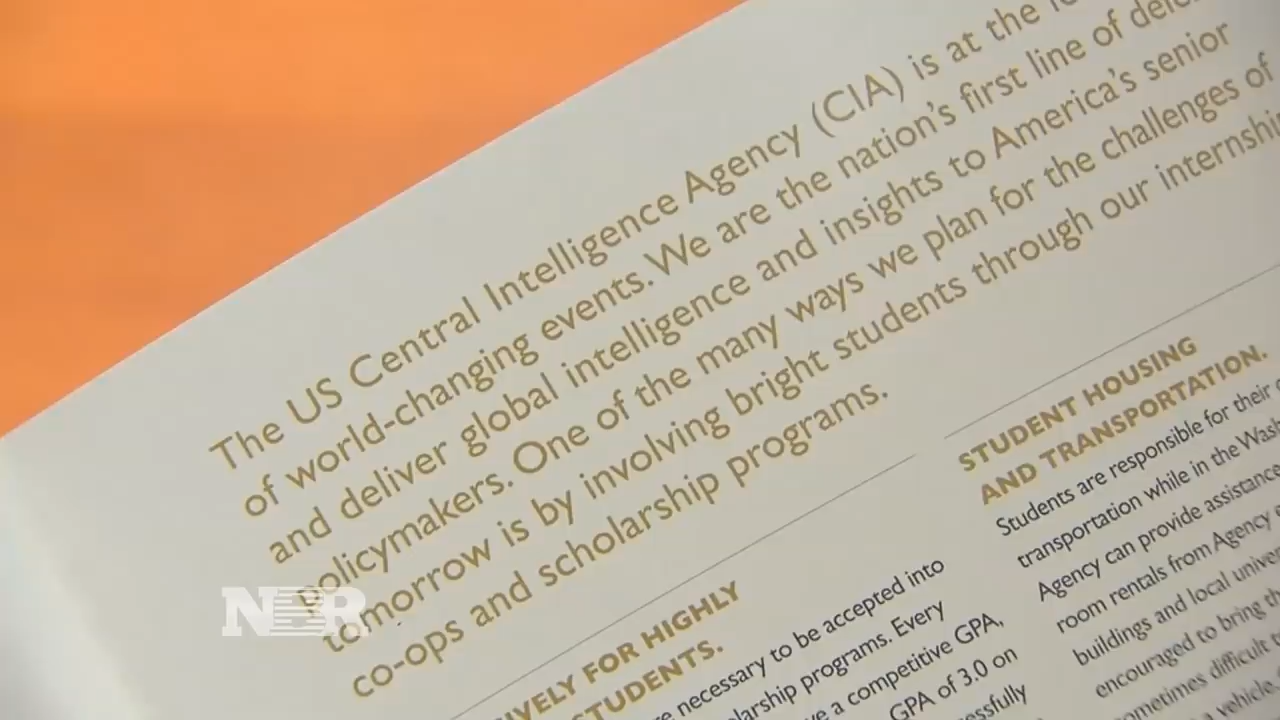 The US Central Intelligence Agency (CIA) is at the
of world-changing events. We are the nation's first line of
and deliver global intelligence and insights to America's senior
policymakers. One of the many ways we plan for the challenges of
tomorrow is by involving bright students through our
co-ops and scholarship programs.
FOR HIGHLY
STUDENTS.
necessary to be accepted into
programs. Every
a competitive GPA,
GPA of 3.0 on
STUDENT HOUSING
AND TRANSPORTATION.
Students are responsible for their
transportation while in the
Agency can provide assistance
room rentals from Agency
buildings and local
encouraged to bring
difficult
vehicle
NBR